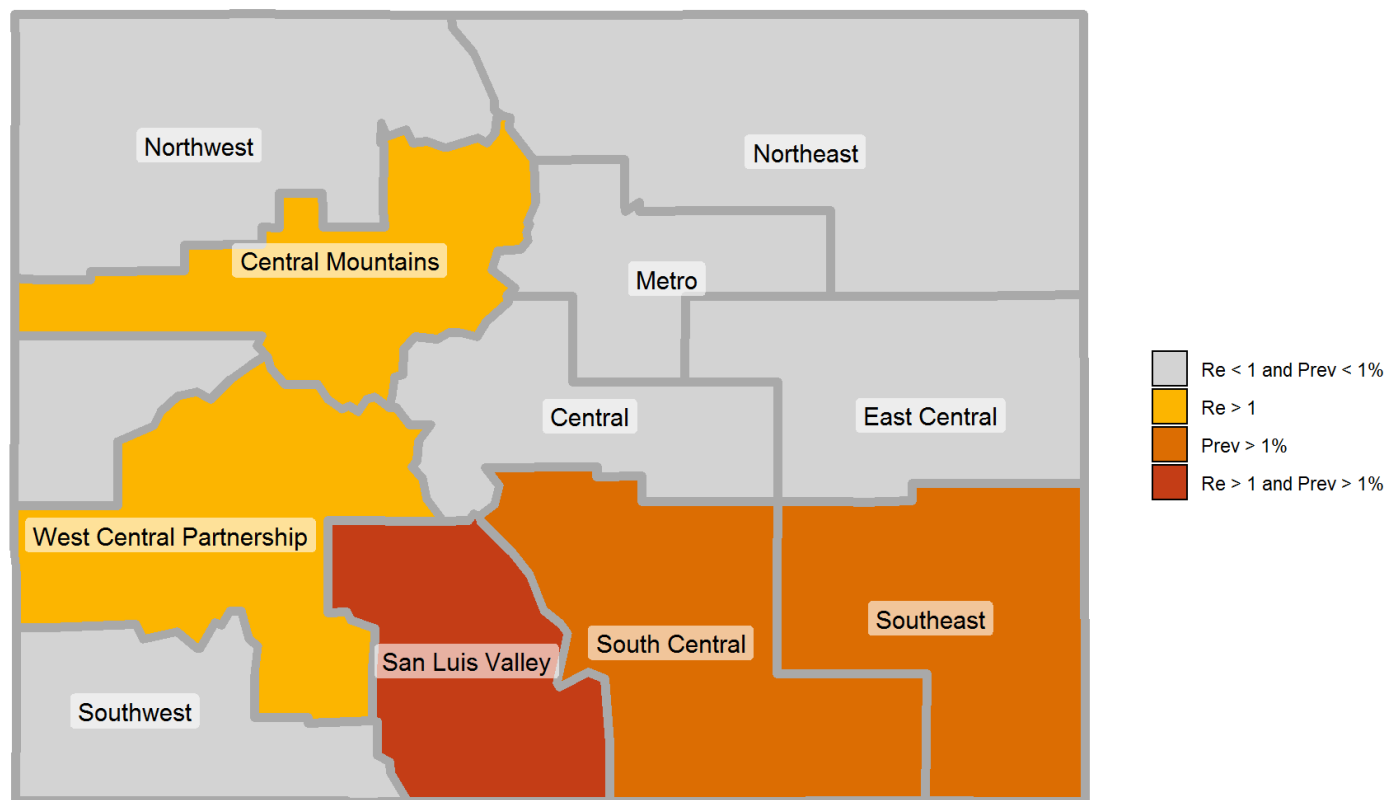 Northwest
Northeast
Central Mountains
Metro
Central
East Central
West Central Partnership
Southeast
South Central
San Luis Valley
Southwest
Re < 1 and Prev < 1%
Re > 1
Prev > 1%
Re > 1 and Prev > 1%